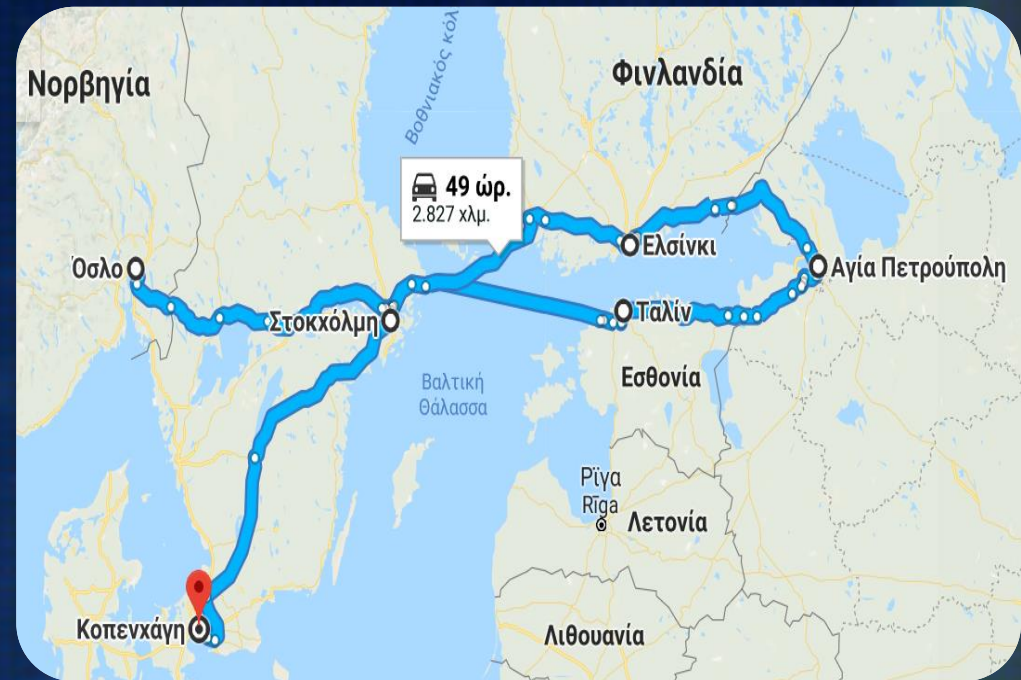 Νορβηγία
Φινλανδία
Βοθνιακός κόλ
49 ώρ.
2.827 χλμ.
Ελσίνκι
Όσλο
Αγία Πετρούπολη
Στοκχόλμη
Ταλίν
Βαλτική
Θάλασσα
Εσθονία
Ρίγα
Rīga
Λετονία
Κοπενχάγη
Λιθουανία